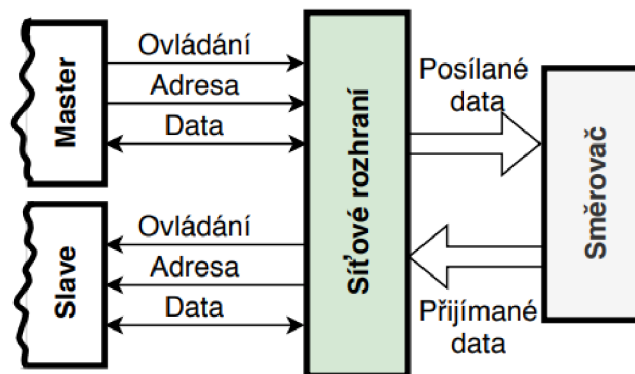 Master
Ovládání
Adresa
Data
Slave
Ovládání
Adresa
Data
Síťové rozhraní
Posílané
data
Přijímané
data
Směrovač